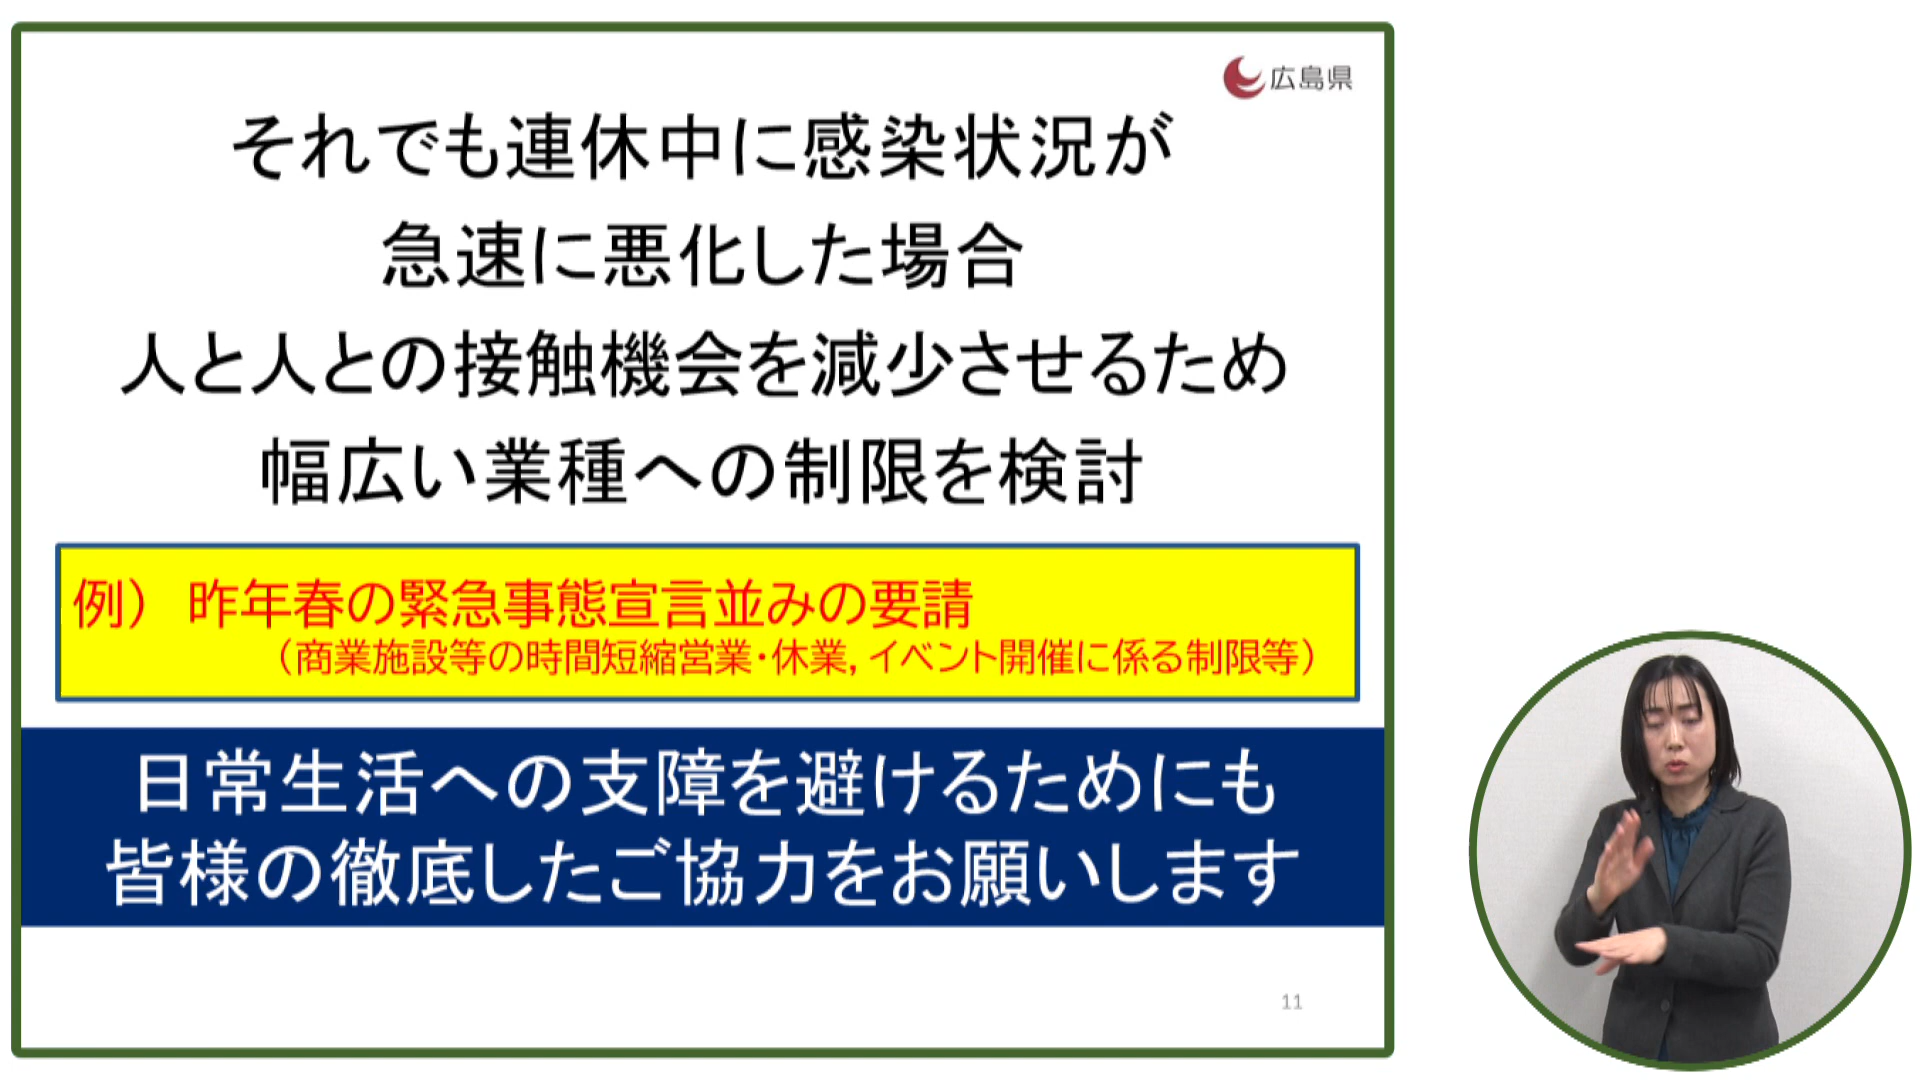 広島県
それでも連休中に感染状況が
急速に悪化した場合
人と人との接触機会を減少させるため
幅広い業種への制限を検討
例） 昨年春の緊急事態宣言並みの要請
（商業施設等の時間短縮営業・休業，イベント開催に係る制限等）
日常生活への支障を避けるためにも
皆様の徹底したご協力をお願いします
11